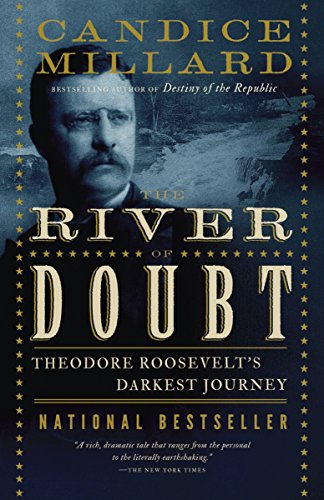 CANDICE
MILLARD
BESTSELLING AUTHOR OF Destiny of the Republic
THE
RIVER
OF
DOUBT
THEODORE ROOSEVELT'S
DARKEST JOURNEY
NATIONAL BESTSELLER
"A rich, dramatic tale that ranges from the personal
to the literally earthshaking."
—THE NEW YORK TIMES